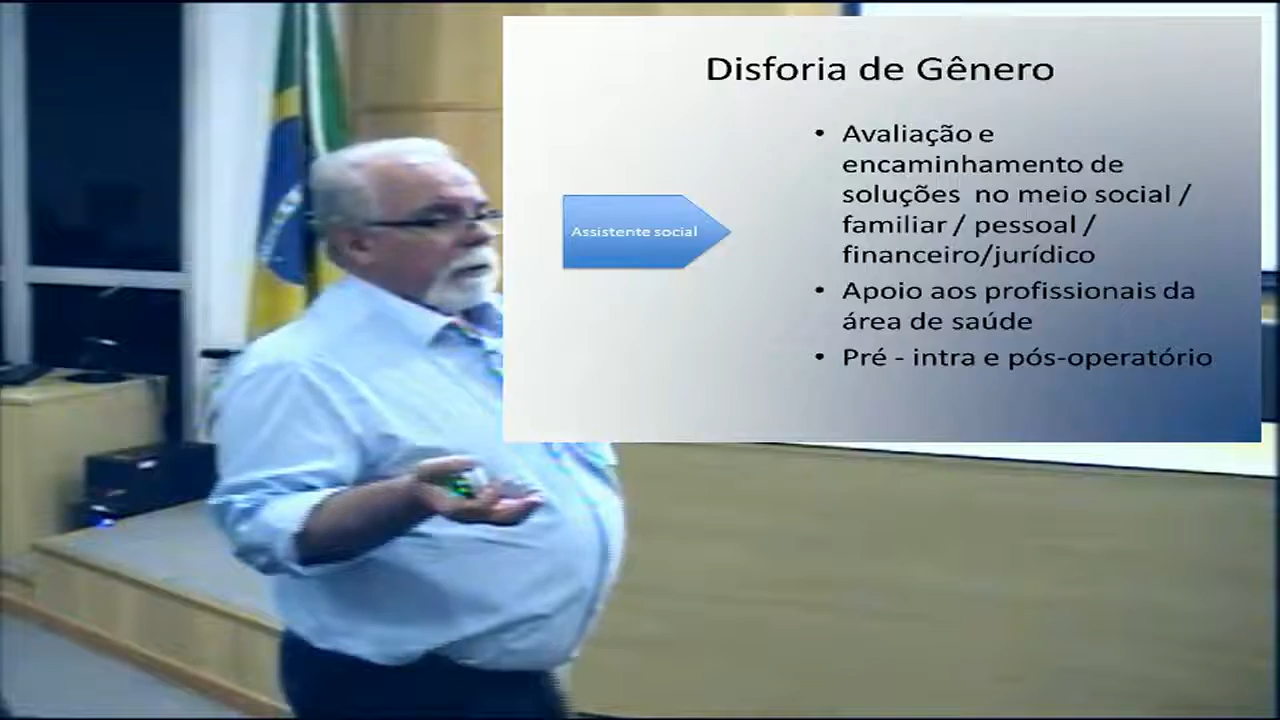 Disforia de Gênero
Assistente social
• Avaliação e
encaminhamento de
soluções no meio social /
familiar / pessoal /
financeiro/jurídico
• Apoio aos profissionais da
área de saúde
• Pré - intra e pós-operatório